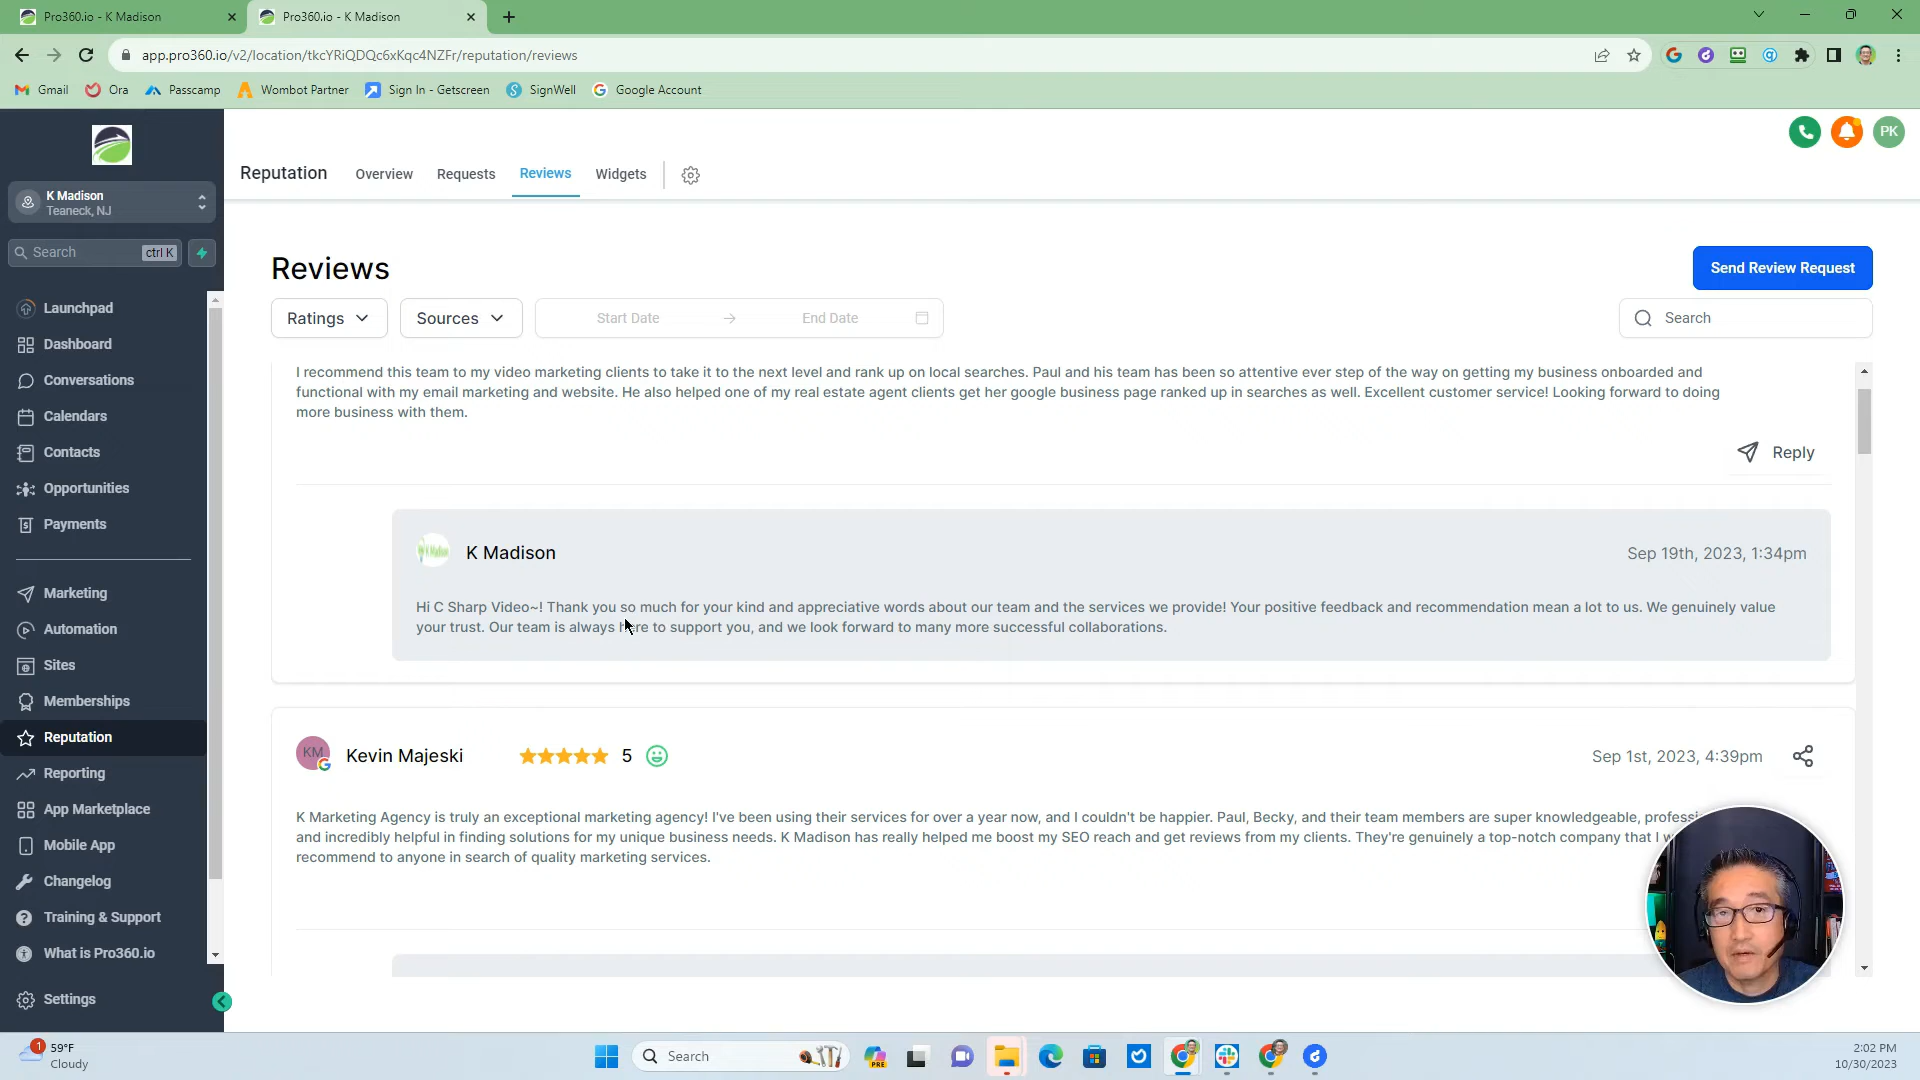 Pro360.io - K Madison
Pro360.io - K Madison
app.pro360.io/v2/location/tkcYRiQDQc6xKqc4NZFr/reputation/reviews
Gmail
Ora
Passcamp
Wombot Partner
Sign In - Getscreen
SignWell
Google Account
K Madison
Teaneck, NJ
Search
ctrl K
Launchpad
Dashboard
Conversations
Calendars
Contacts
Opportunities
Payments
Marketing
Automation
Sites
Memberships
Reputation
Reporting
App Marketplace
Mobile App
Changelog
Training & Support
What is Pro360.io
Settings
PK
Reputation
Overview
Requests
Reviews
Widgets
Reviews
Send Review Request
Ratings
Sources
Start Date
End Date
Search
I recommend this team to my video marketing clients to take it to the next level and rank up on local searches. Paul and his team has been so attentive ever step of the way on getting my business onboarded and
functional with my email marketing and website. He also helped one of my real estate agent clients get her google business page ranked up in searches as well. Excellent customer service! Looking forward to doing
more business with them.
Reply
K Madison
Sep 19th, 2023, 1:34pm
Hi C Sharp Video~! Thank you so much for your kind and appreciative words about our team and the services we provide! Your positive feedback and recommendation mean a lot to us. We genuinely value
your trust. Our team is always here to support you, and we look forward to many more successful collaborations.
KM
Kevin Majeski
5
Sep 1st, 2023, 4:39pm
K Marketing Agency is truly an exceptional marketing agency! I've been using their services for over a year now, and I couldn't be happier. Paul, Becky, and their team members are super knowledgeable,
and incredibly helpful in finding solutions for my unique business needs. K Madison has really helped me boost my SEO reach and get reviews from my clients. They're genuinely a top-notch company that I
recommend to anyone in search of quality marketing services.
1
59°F
Cloudy
Search
PRE
2:02 PM
10/30/2023